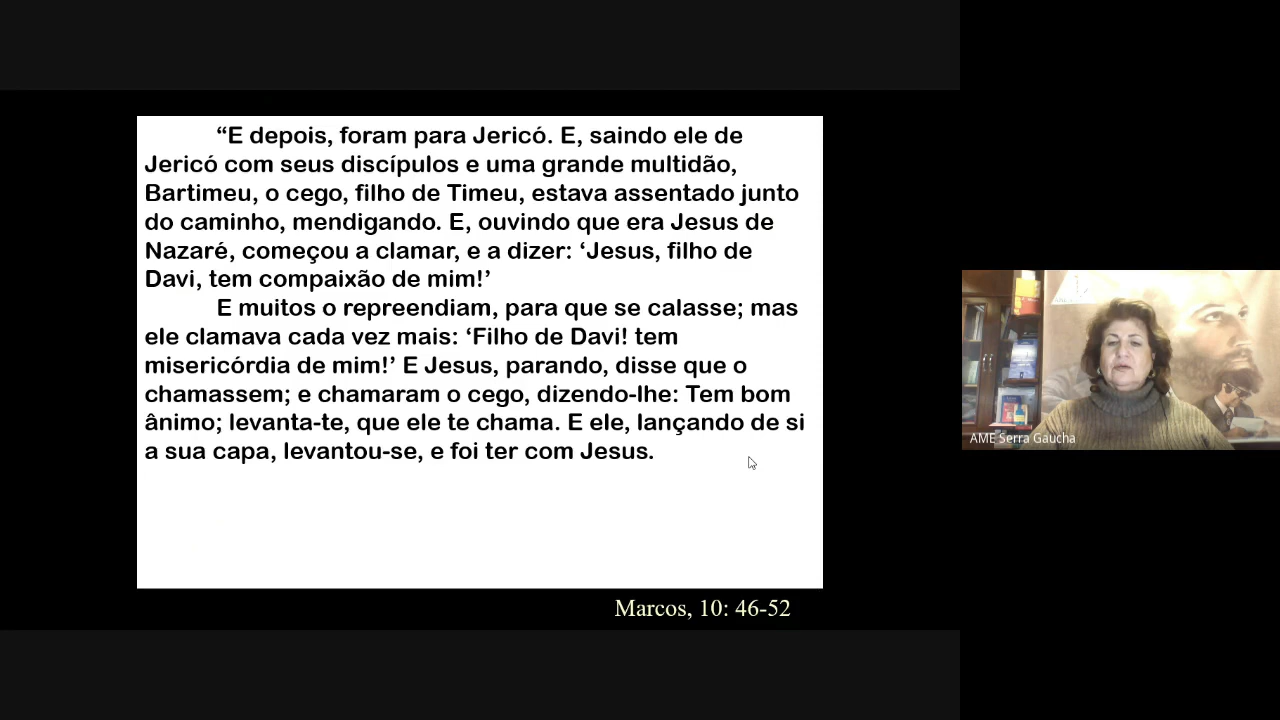 “E depois, foram para Jericó. E, saindo ele de
Jericó com seus discípulos e uma grande multidão,
Bartimeu, o cego, filho de Timeu, estava assentado junto
do caminho, mendigando. E, ouvindo que era Jesus de
Nazaré, começou a clamar, e a dizer: ‘Jesus, filho de
Davi, tem compaixão de mim!’
E muitos o repreendiam, para que se calasse; mas
ele clamava cada vez mais: ‘Filho de Davi! tem
misericórdia de mim!’ E Jesus, parando, disse que o
chamassem; e chamaram o cego, dizendo-lhe: Tem bom
ânimo; levanta-te, que ele te chama. E ele, lançando de si
a sua capa, levantou-se, e foi ter com Jesus.
Marcos, 10: 46-52
AME Serra Gaucha